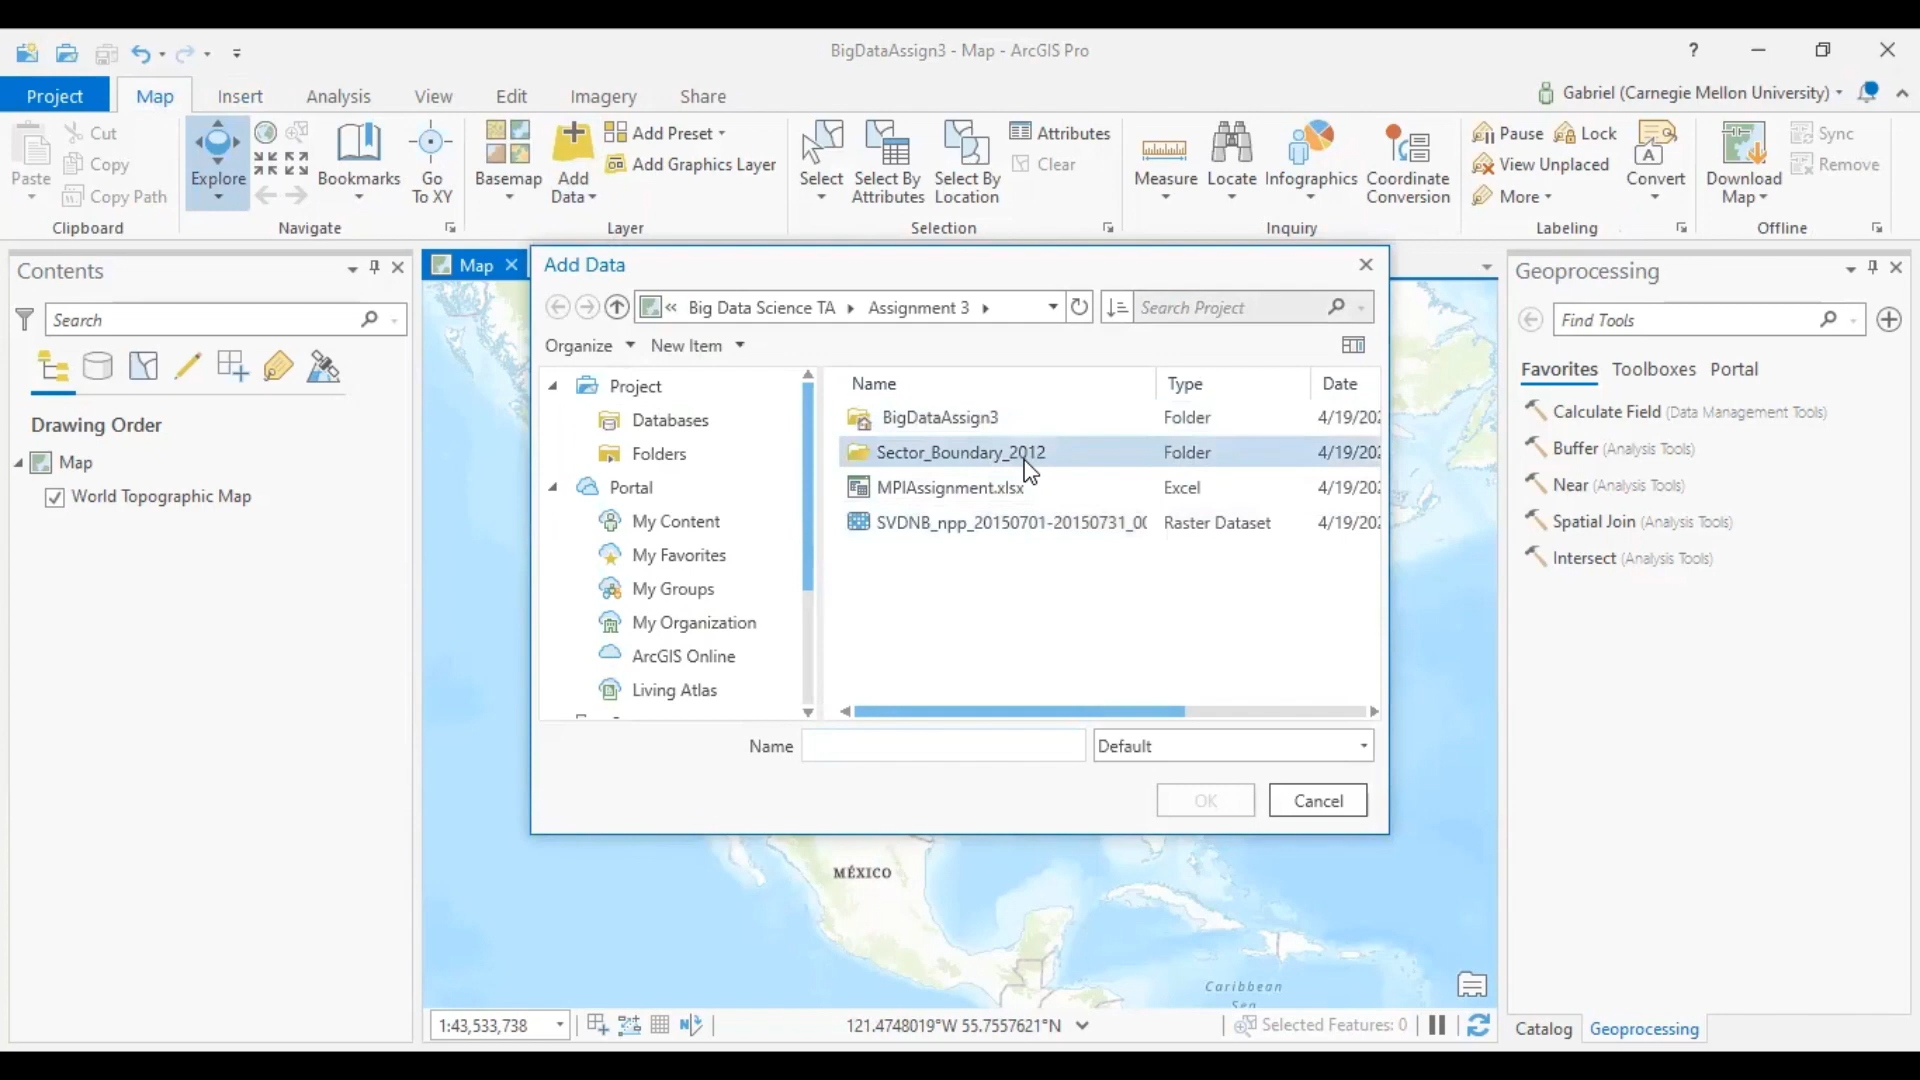 BigDataAssign3 - Map - ArcGIS Pro
?
Project
Map
Insert
Analysis
View
Edit
Imagery
Share
Gabriel (Carnegie Mellon University)
Paste
Cut
Copy
Copy Path
Clipboard
Explore
Bookmarks
Go
To XY
Navigate
Basemap
Add
Data
Add Preset
Add Graphics Layer
Layer
Select
Select By
Attributes
Select By
Location
Attributes
Clear
Selection
Measure
Locate
Infographics
Coordinate
Conversion
Inquiry
Pause
Lock
View Unplaced
More
Convert
Labeling
Download
Map
Sync
Remove
Offline
Contents
Search
Drawing Order
Map
World Topographic Map
Map
Add Data
Big Data Science TA
Assignment 3
Search Project
Organize
New Item
Project
Databases
Folders
Portal
My Content
My Favorites
My Groups
My Organization
ArcGIS Online
Living Atlas
Name Type Date
BigDataAssign3 Folder 4/19/202
Sector_Boundary_2012 Folder 4/19/202
MPIAssignment.xlsx Excel 4/19/202
SVDNB_npp_20150701-20150731_00 Raster Dataset 4/19/202
Name
Default
OK
Cancel
MÉXICO
Caribbean
Sea
1:43,533,738
121.4748019°W 55.7557621°N
Selected Features: 0
Geoprocessing
Find Tools
Favorites Toolboxes Portal
Calculate Field (Data Management Tools)
Buffer (Analysis Tools)
Near (Analysis Tools)
Spatial Join (Analysis Tools)
Intersect (Analysis Tools)
Catalog Geoprocessing